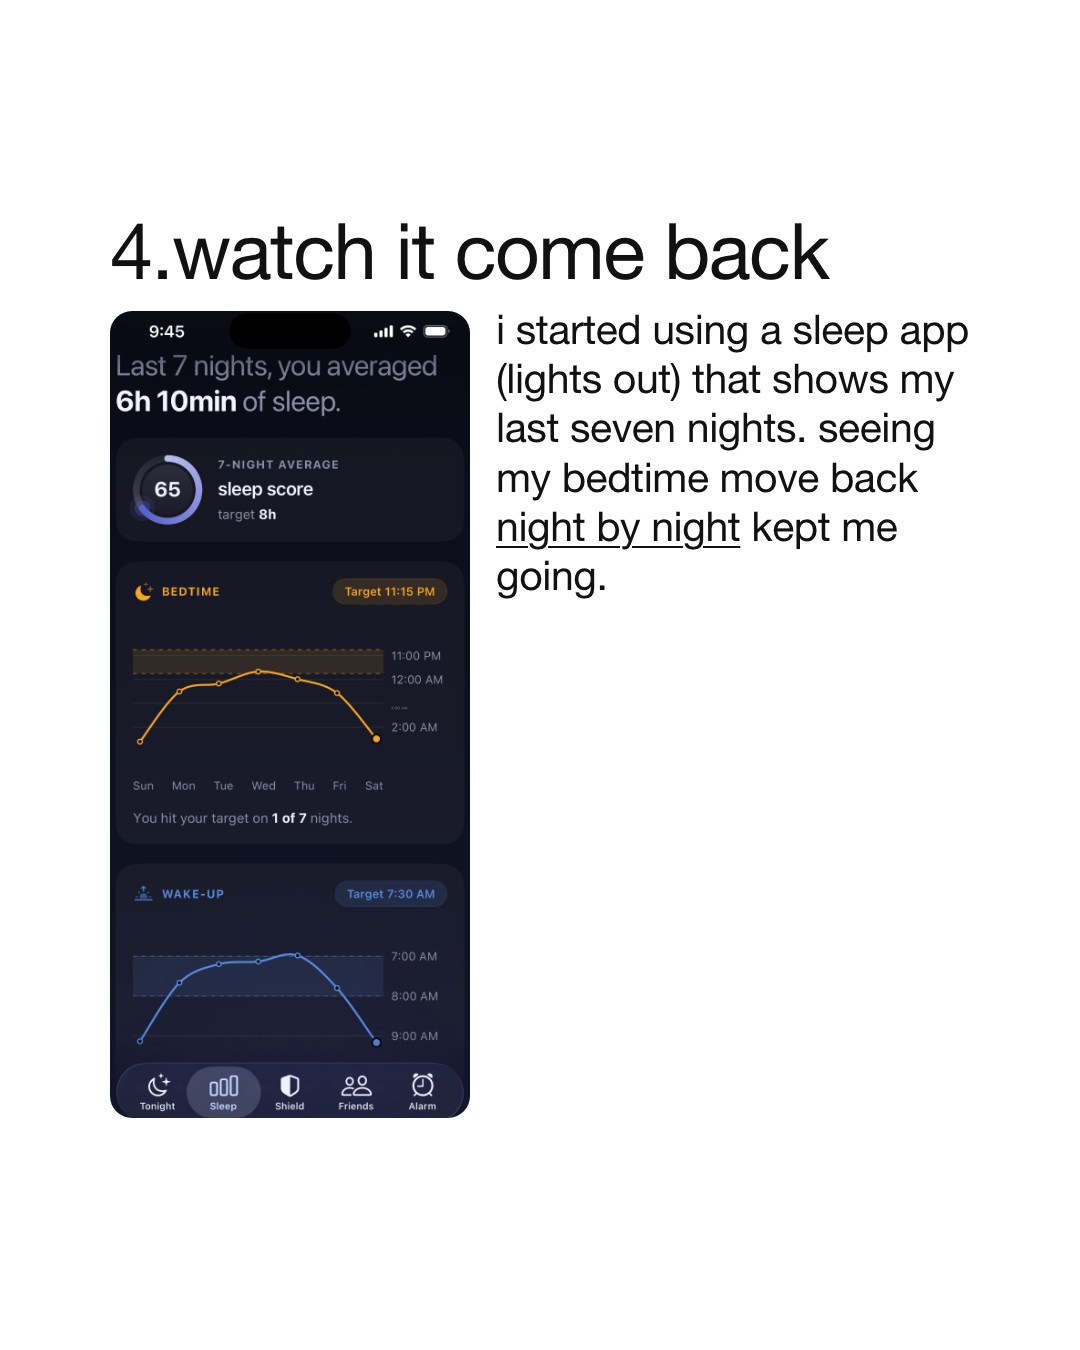 4.watch it come back
9:45
Last 7 nights, you averaged
6h 10min of sleep.
65
7-NIGHT AVERAGE
sleep score
target 8h
BEDTIME
Target 11:15 PM
11:00 PM
12:00 AM
2:00 AM
Sun Mon Tue Wed Thu Fri Sat
You hit your target on 1 of 7 nights.
WAKE-UP
Target 7:30 AM
7:00 AM
8:00 AM
9:00 AM
Tonight Sleep Shield Friends Alarm
i started using a sleep app
(lights out) that shows my
last seven nights. seeing
my bedtime move back
night by night kept me
going.